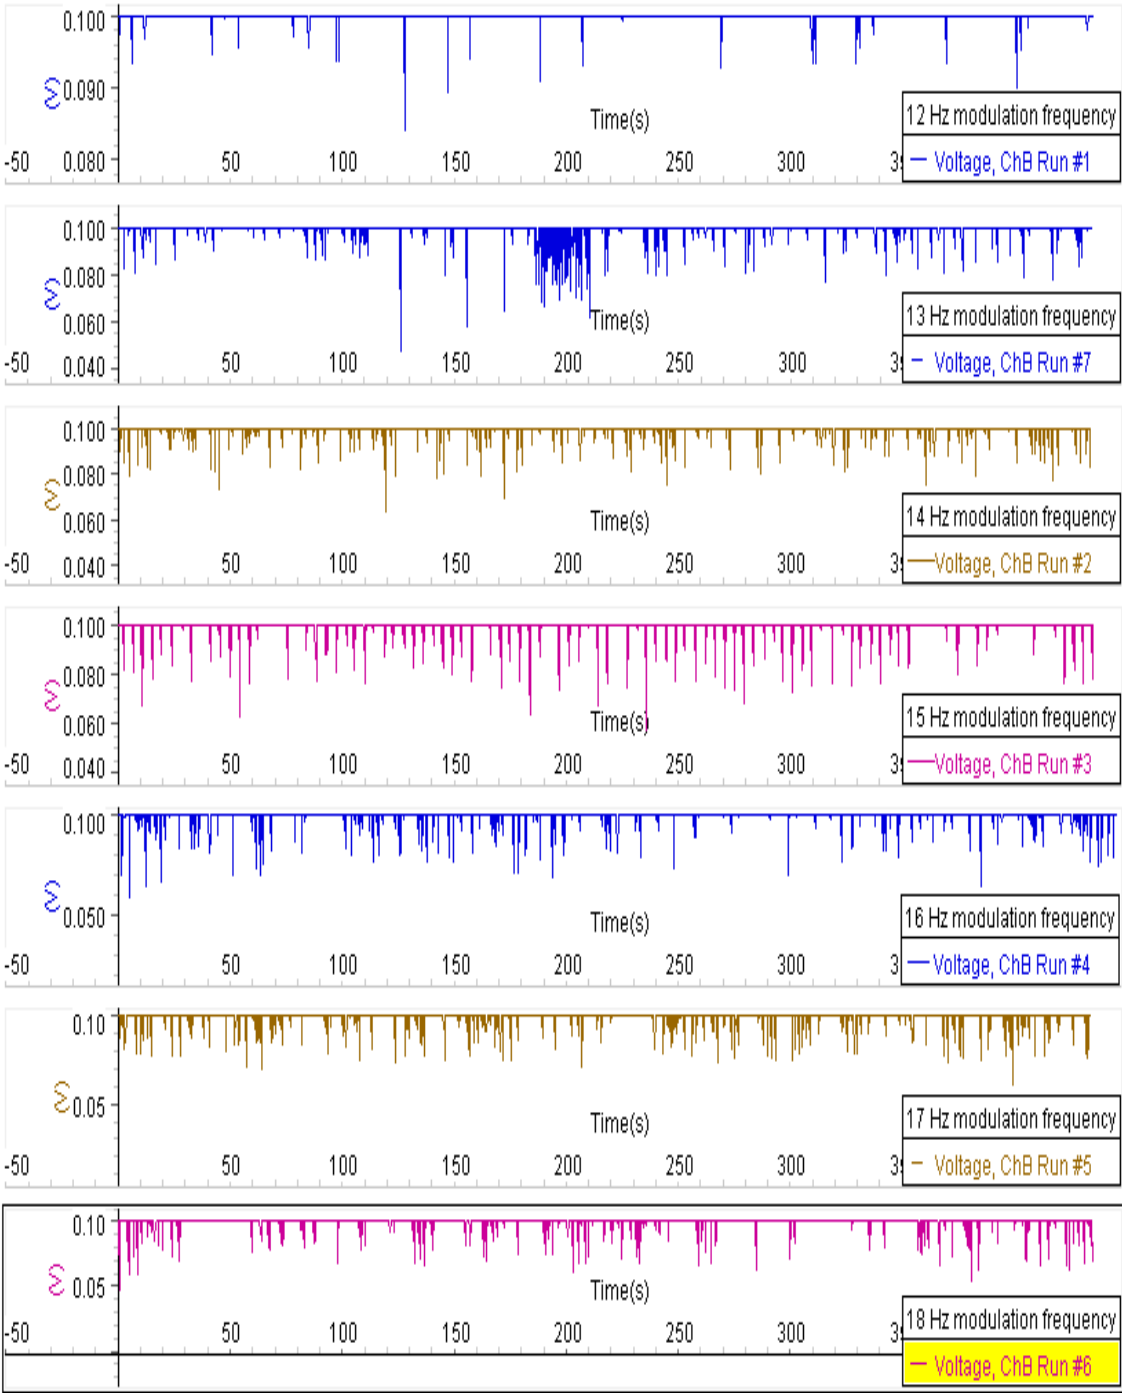 0.100
(V)
0.090
Time(s)
12 Hz modulation frequency
-50 0.080 50 100 150 200 250 300
Voltage, ChB Run #1
0.100
0.080
(V)
0.060
Time(s)
13 Hz modulation frequency
-50 0.040 50 100 150 200 250 300
Voltage, ChB Run #7
0.100
0.080
(V)
0.060
Time(s)
14 Hz modulation frequency
-50 0.040 50 100 150 200 250 300
Voltage, ChB Run #2
0.100
0.080
(V)
0.060
Time(s)
15 Hz modulation frequency
-50 0.040 50 100 150 200 250 300
Voltage, ChB Run #3
0.100
(V)
0.050
Time(s)
16 Hz modulation frequency
-50 50 100 150 200 250 300
Voltage, ChB Run #4
0.10
(V)
0.05
Time(s)
17 Hz modulation frequency
-50 50 100 150 200 250 300
Voltage, ChB Run #5
0.10
(V)
0.05
Time(s)
18 Hz modulation frequency
-50 50 100 150 200 250 300
Voltage, ChB Run #6